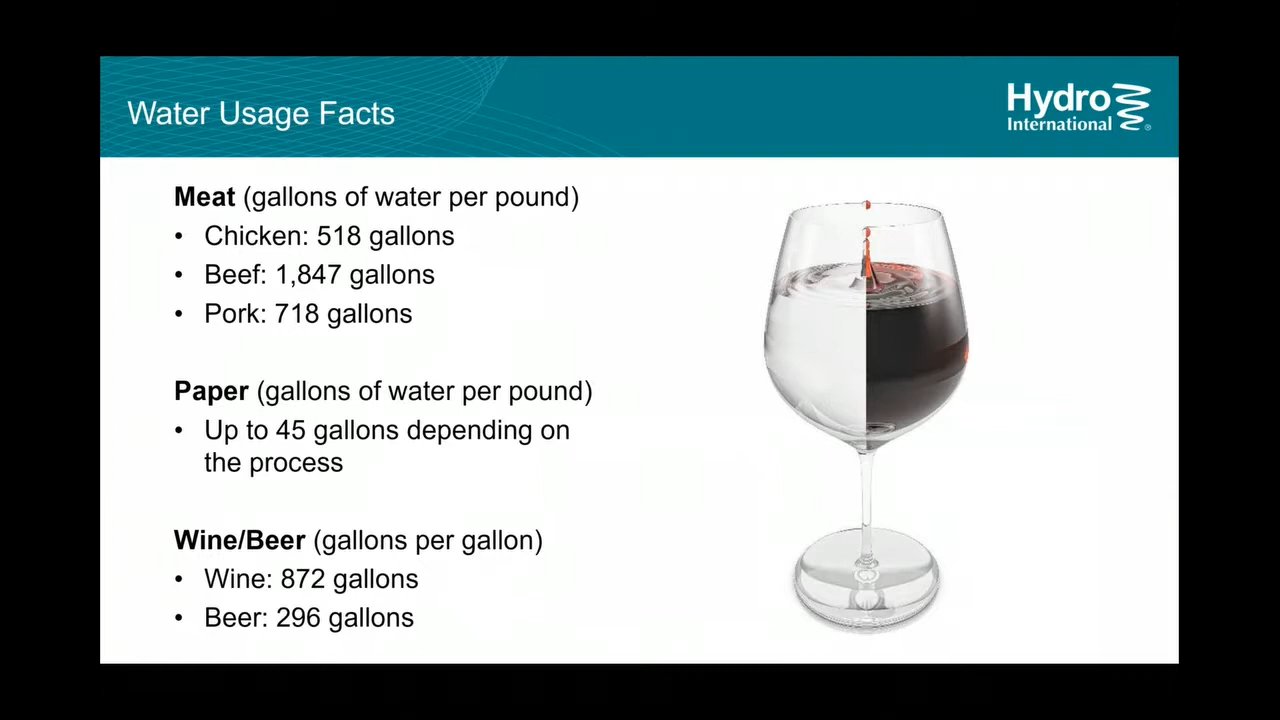 Water Usage Facts
Hydro
International
®
Meat (gallons of water per pound)
• Chicken: 518 gallons
• Beef: 1,847 gallons
• Pork: 718 gallons
Paper (gallons of water per pound)
• Up to 45 gallons depending on
the process
Wine/Beer (gallons per gallon)
• Wine: 872 gallons
• Beer: 296 gallons